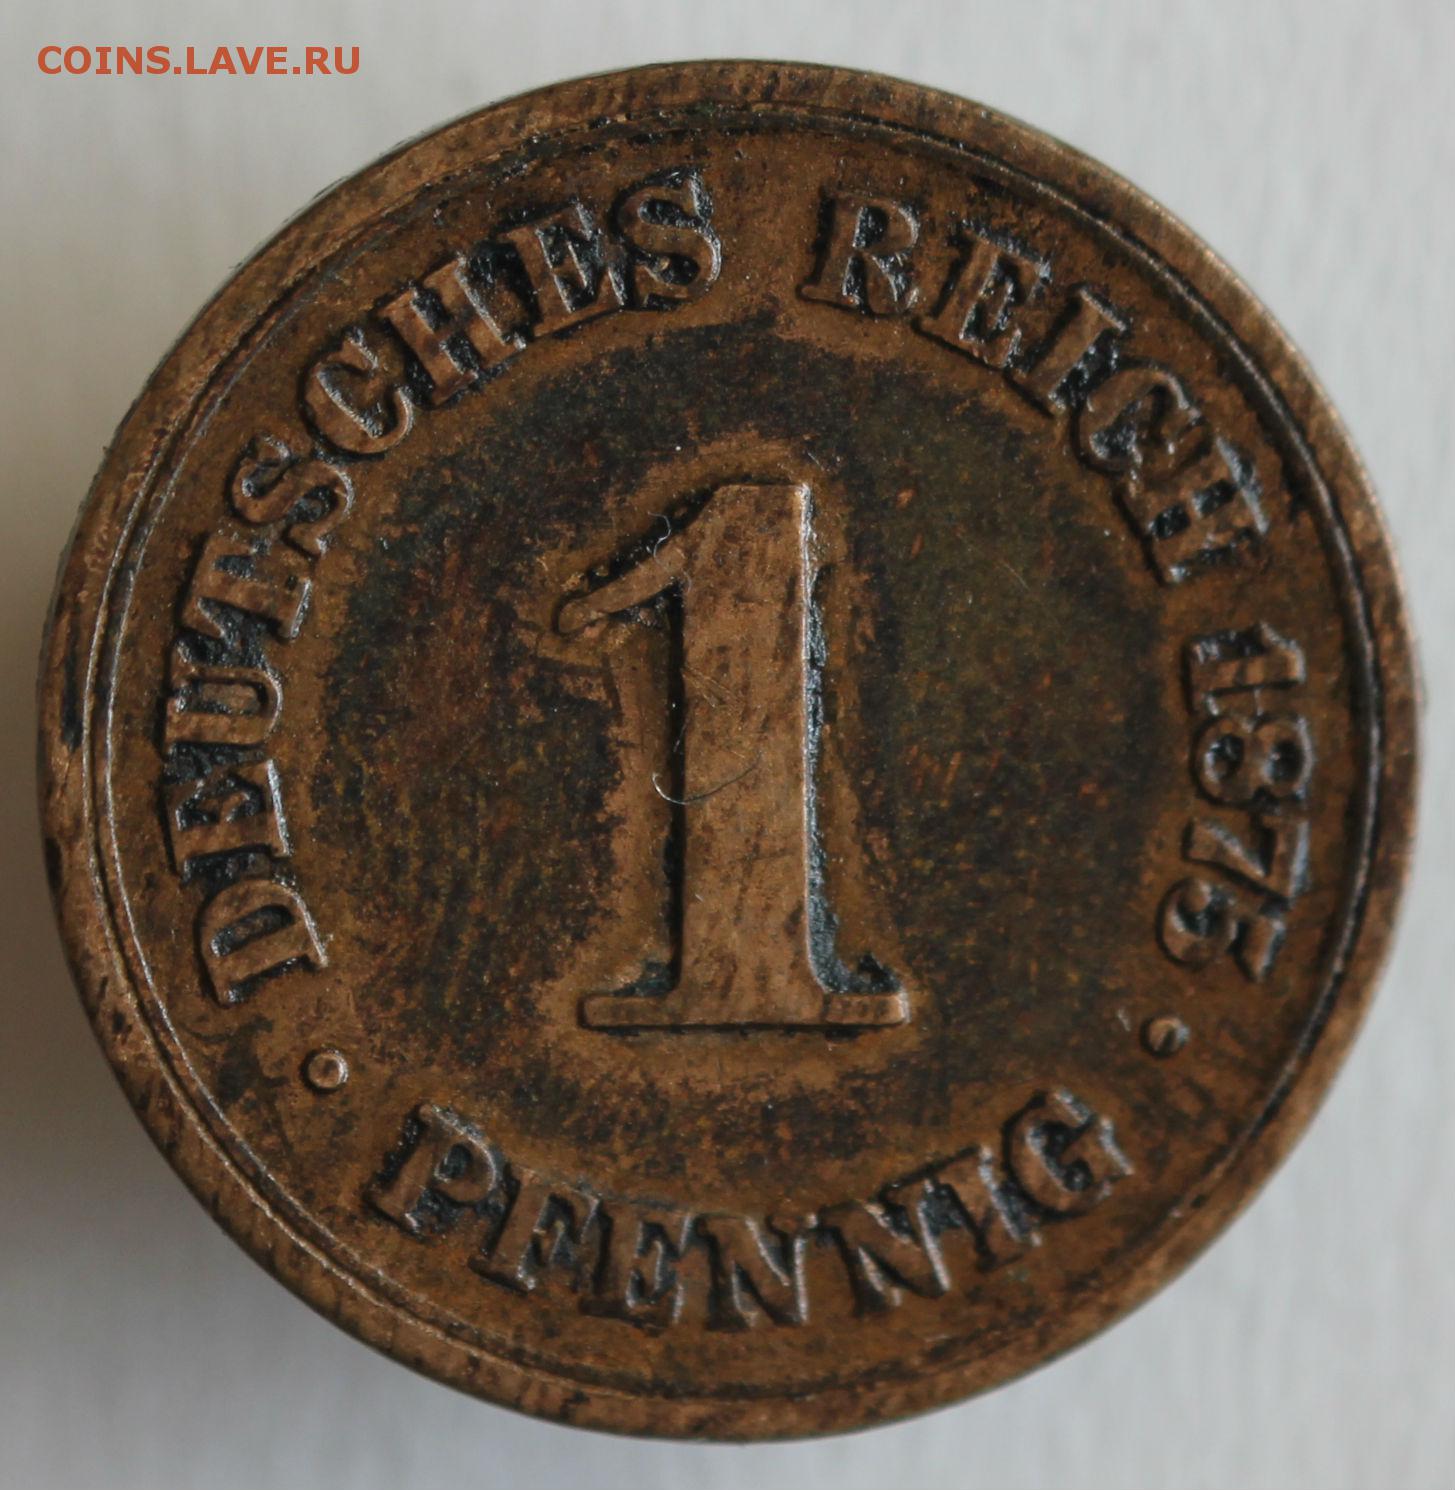 COINS.LAVE.RU
DEUTSCHES REICH 1875
1
• PFENNIG •